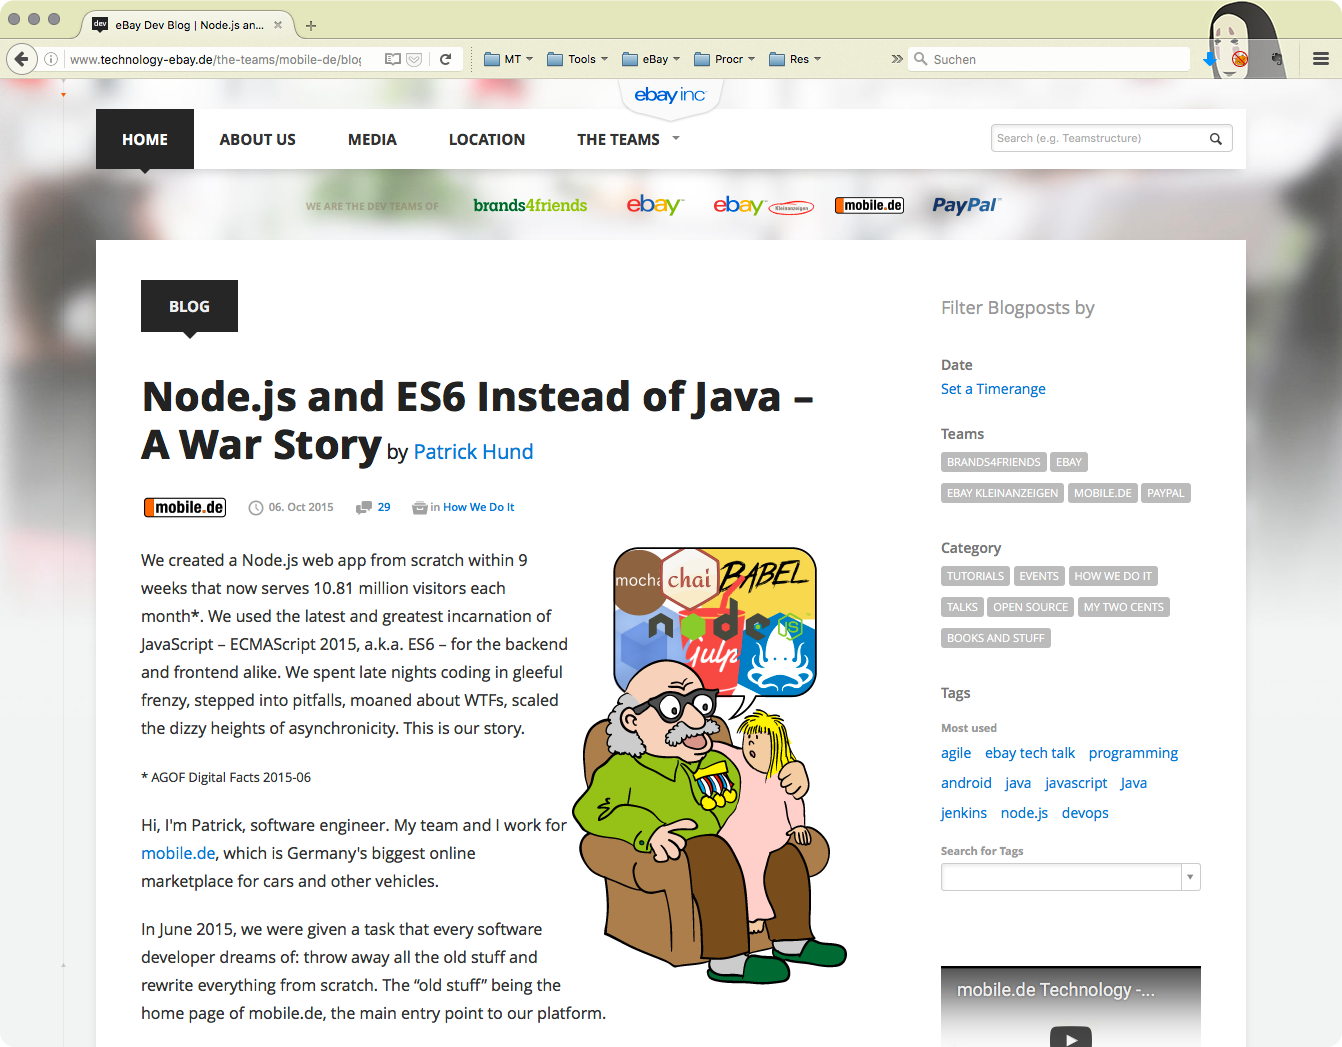 dev eBay Dev Blog | Node.js an...
www.technology-ebay.de/the-teams/mobile-de/blog
MT Tools eBay Procr Res
Suchen
ebay inc
HOME ABOUT US MEDIA LOCATION THE TEAMS
Search (e.g. Teamstructure)
WE ARE THE DEV TEAMS OF brands4friends ebay™ ebay™ Kleinanzeigen mobile.de PayPal™
BLOG
Node.js and ES6 Instead of Java –
A War Story by Patrick Hund
mobile.de 06. Oct 2015 29 in How We Do It
We created a Node.js web app from scratch within 9
weeks that now serves 10.81 million visitors each
month*. We used the latest and greatest incarnation of
JavaScript – ECMAScript 2015, a.k.a. ES6 – for the backend
and frontend alike. We spent late nights coding in gleeful
frenzy, stepped into pitfalls, moaned about WTFs, scaled
the dizzy heights of asynchronicity. This is our story.
* AGOF Digital Facts 2015-06
Hi, I'm Patrick, software engineer. My team and I work for
mobile.de, which is Germany's biggest online
marketplace for cars and other vehicles.
In June 2015, we were given a task that every software
developer dreams of: throw away all the old stuff and
rewrite everything from scratch. The “old stuff” being the
home page of mobile.de, the main entry point to our platform.
mocha chai BABEL
node JS
Gulp
Filter Blogposts by
Date
Set a Timerange
Teams
BRANDS4FRIENDS EBAY
EBAY KLEINANZEIGEN MOBILE.DE PAYPAL
Category
TUTORIALS EVENTS HOW WE DO IT
TALKS OPEN SOURCE MY TWO CENTS
BOOKS AND STUFF
Tags
Most used
agile ebay tech talk programming
android java javascript Java
jenkins node.js devops
Search for Tags
mobile.de Technology -...